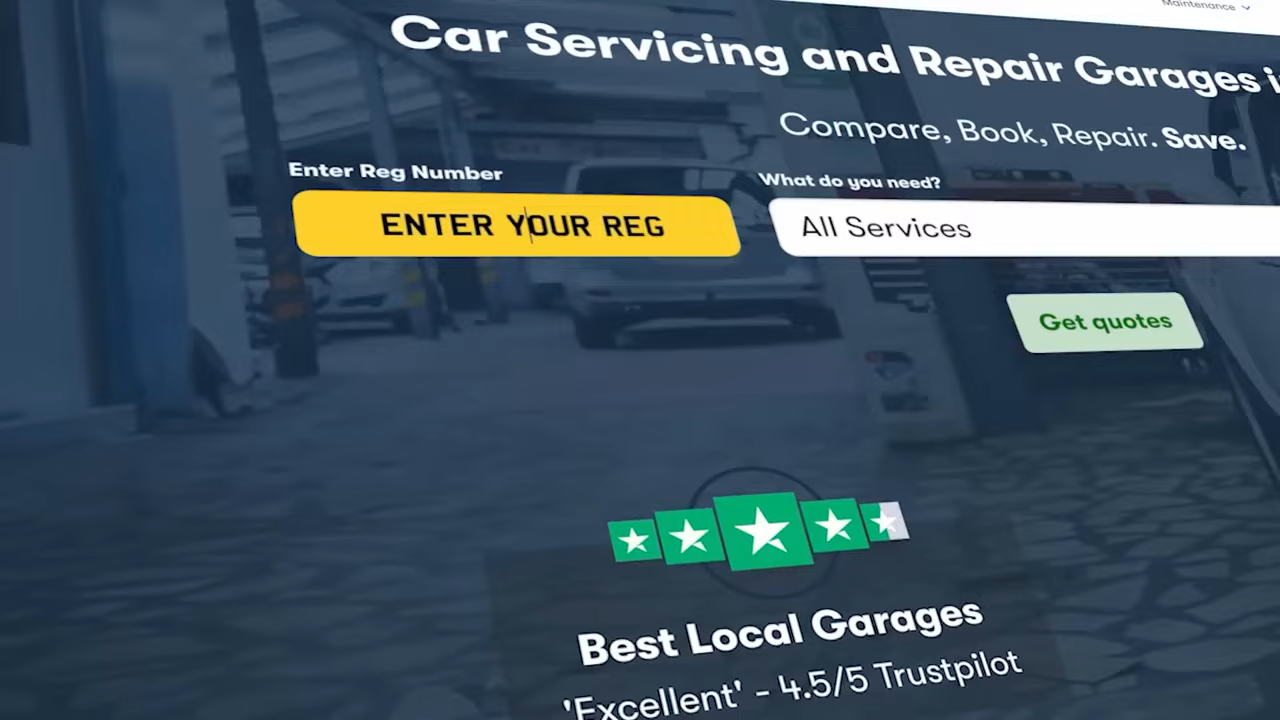 Maintenance
Car Servicing and Repair Garages i
Compare, Book, Repair. Save.
Enter Reg Number
What do you need?
ENTER YOUR REG
All Services
Get quotes
Best Local Garages
'Excellent' - 4.5/5 Trustpilot